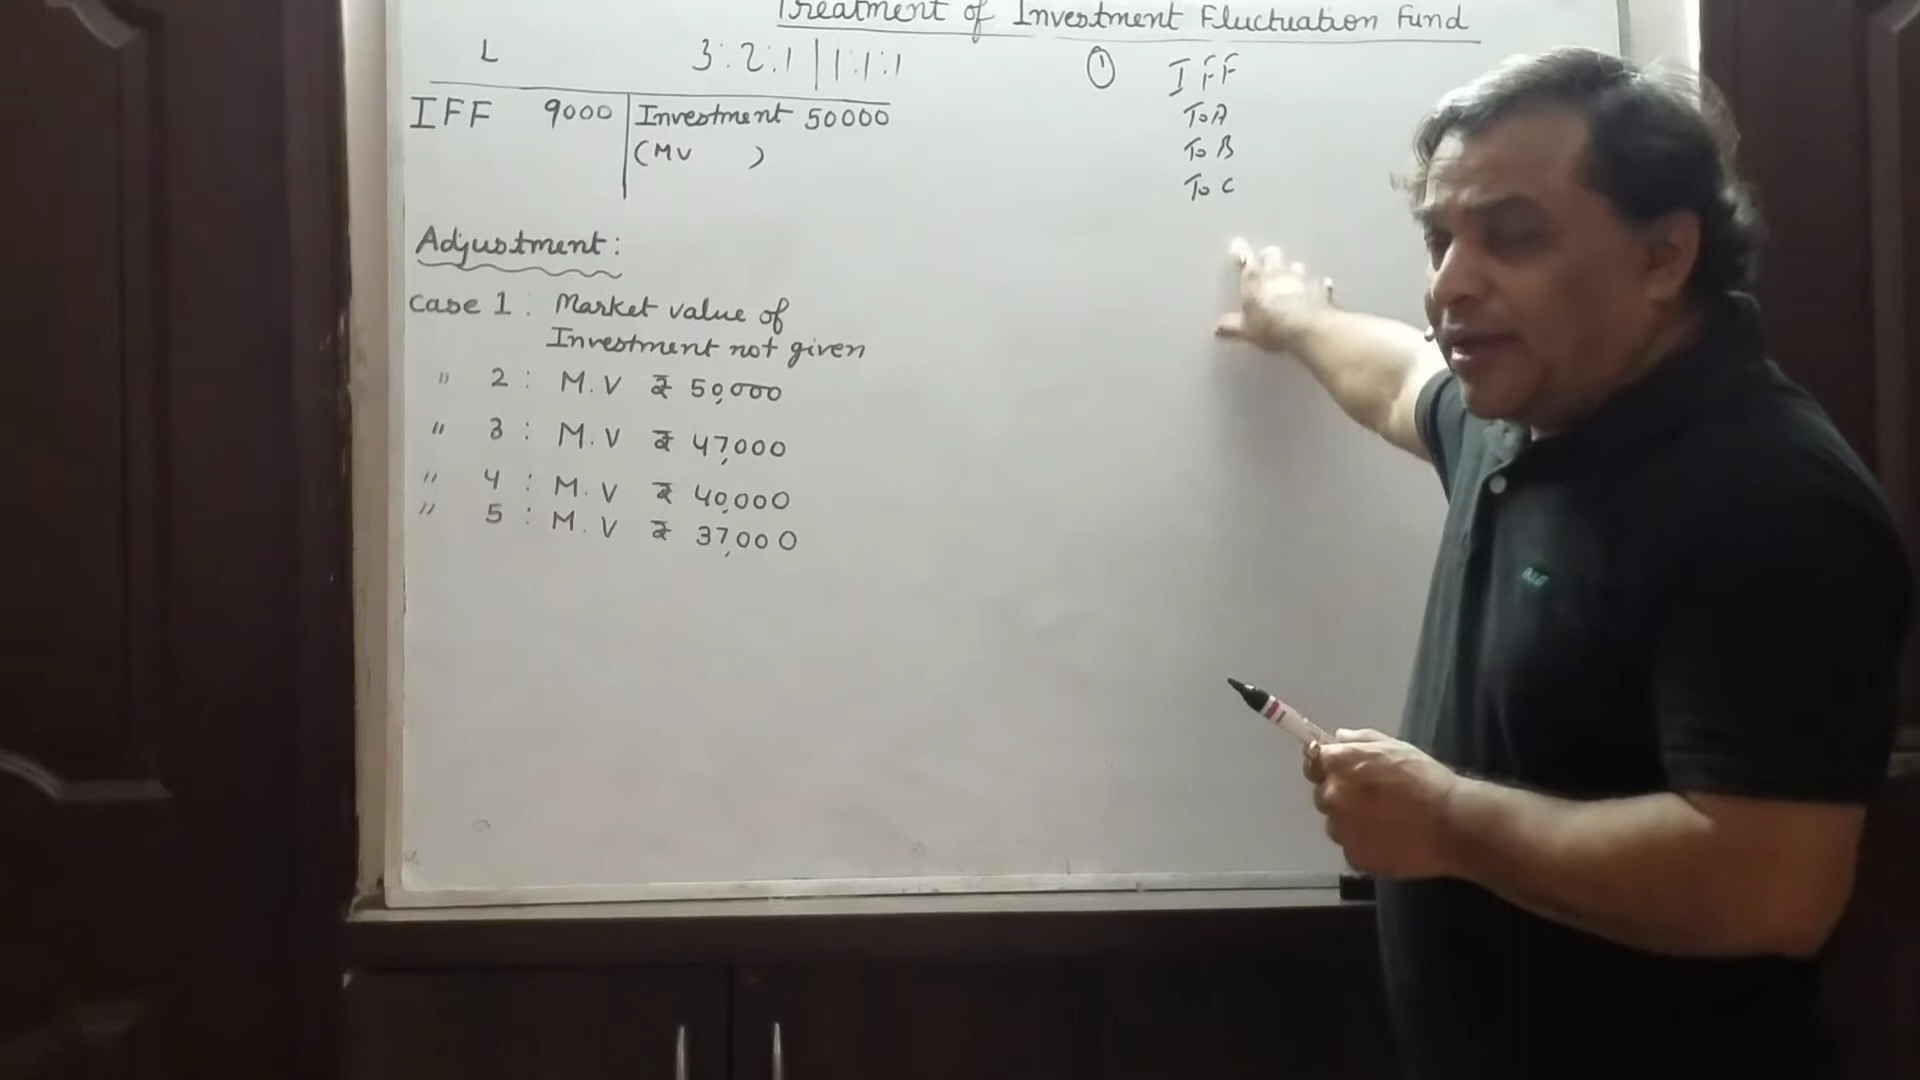 Treatment of Investment Fluctuation Fund
L 3:2:1 | 1:1:1
IFF 9000 Investment 50000
(MV )
Adjustment:
Case 1: Market value of
Investment not given
" 2: M.V ₹ 50,000
" 3: M.V ₹ 47,000
" 4: M.V ₹ 40,000
" 5: M.V ₹ 37,000
① IFF
To A
To B
To C